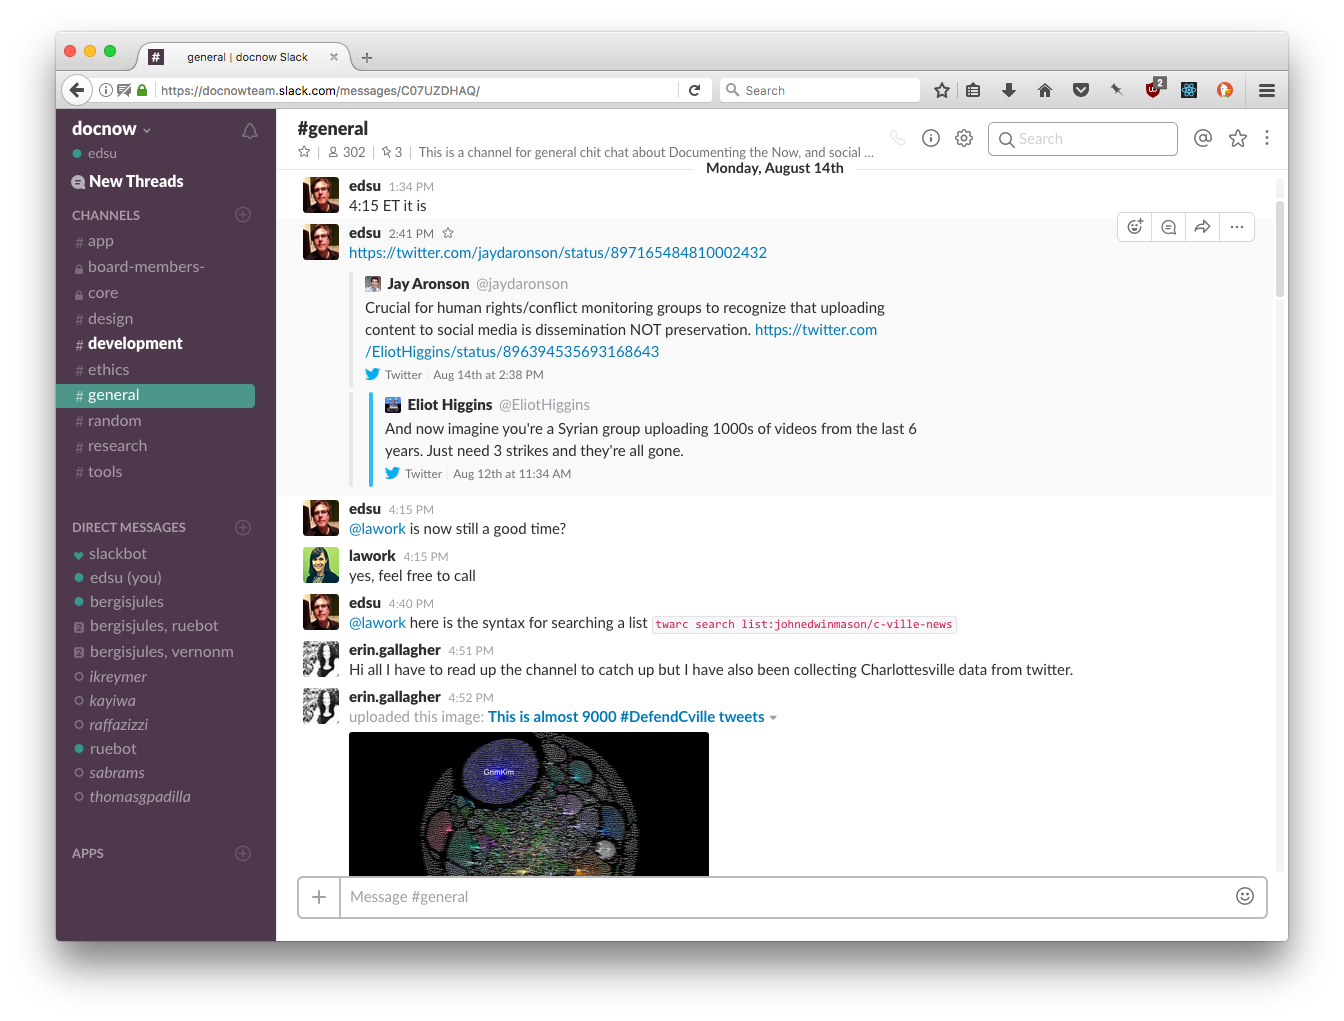 general | docnow Slack
https://docnowteam.slack.com/messages/C07UZDHAQ/
Search
2
docnow
edsu
New Threads
CHANNELS
# app
board-members-
core
# design
# development
# ethics
# general
# random
# research
# tools
DIRECT MESSAGES
slackbot
edsu (you)
bergisjules
2 bergisjules, ruebot
2 bergisjules, vernonm
ikreymer
kayiwa
raffazizzi
ruebot
sabrams
thomasgpadilla
APPS
#general
302 | 3 | This is a channel for general chit chat about Documenting the Now, and social ...
Search
Monday, August 14th
edsu 1:34 PM
4:15 ET it is
edsu 2:41 PM
https://twitter.com/jaydaronson/status/897165484810002432
Jay Aronson @jaydaronson
Crucial for human rights/conflict monitoring groups to recognize that uploading
content to social media is dissemination NOT preservation. https://twitter.com
/EliotHiggins/status/896394535693168643
Twitter | Aug 14th at 2:38 PM
Eliot Higgins @EliotHiggins
And now imagine you're a Syrian group uploading 1000s of videos from the last 6
years. Just need 3 strikes and they're all gone.
Twitter | Aug 12th at 11:34 AM
edsu 4:15 PM
@lawork is now still a good time?
lawork 4:15 PM
yes, feel free to call
edsu 4:40 PM
@lawork here is the syntax for searching a list twarc search list:johnedwinmason/c-ville-news
erin.gallagher 4:51 PM
Hi all I have to read up the channel to catch up but I have also been collecting Charlottesville data from twitter.
erin.gallagher 4:52 PM
uploaded this image: This is almost 9000 #DefendCville tweets
GrimKim
Message #general